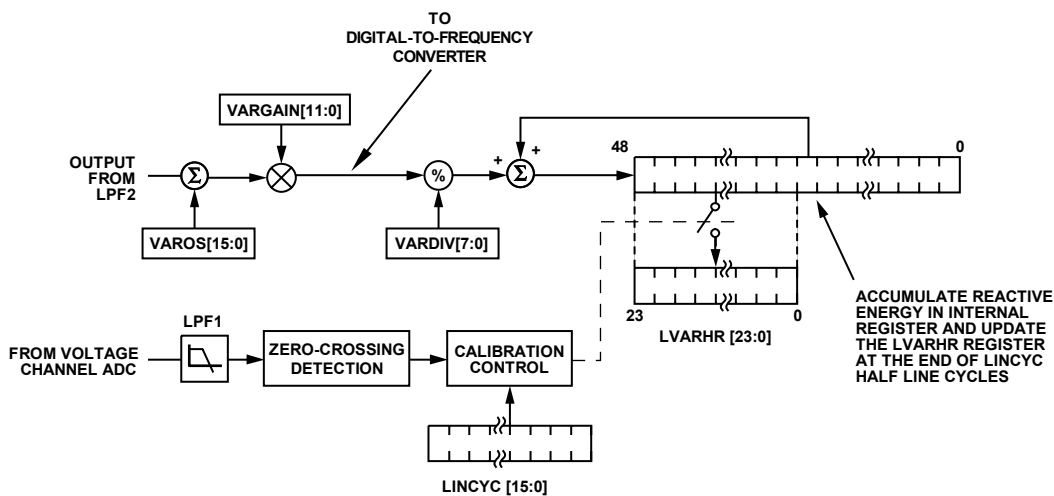 TO
DIGITAL-TO-FREQUENCY
CONVERTER
VARGAIN[11:0]
OUTPUT
FROM
LPF2
Σ
%
+
+
Σ
48
0
VAROS[15:0]
VARDIV[7:0]
23
0
LVARHR [23:0]
ACCUMULATE REACTIVE
ENERGY IN INTERNAL
REGISTER AND UPDATE
THE LVARHR REGISTER
AT THE END OF LINCYC
HALF LINE CYCLES
LPF1
FROM VOLTAGE
CHANNEL ADC
ZERO-CROSSING
DETECTION
CALIBRATION
CONTROL
LINCYC [15:0]